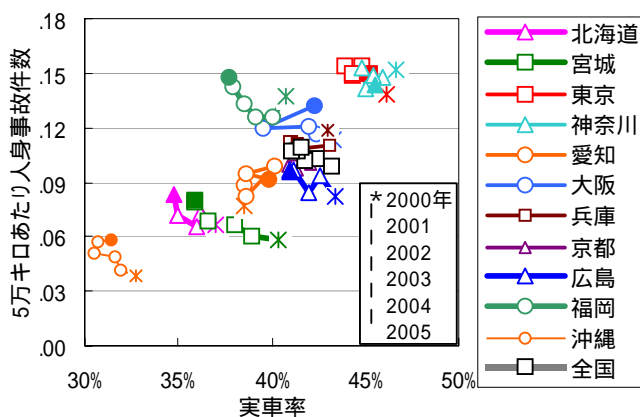 5万キロあたり人身事故件数
.18
.15
.12
.09
.06
.03
.00
30%
35%
40%
45%
50%
実車率
*2000年
2001
2002
2003
2004
2005
北海道
宮城
東京
神奈川
愛知
大阪
兵庫
京都
広島
福岡
沖縄
全国